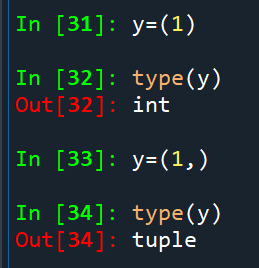 In [31]: y=(1)
In [32]: type(y)
Out[32]: int
In [33]: y=(1,)
In [34]: type(y)
Out[34]: tuple